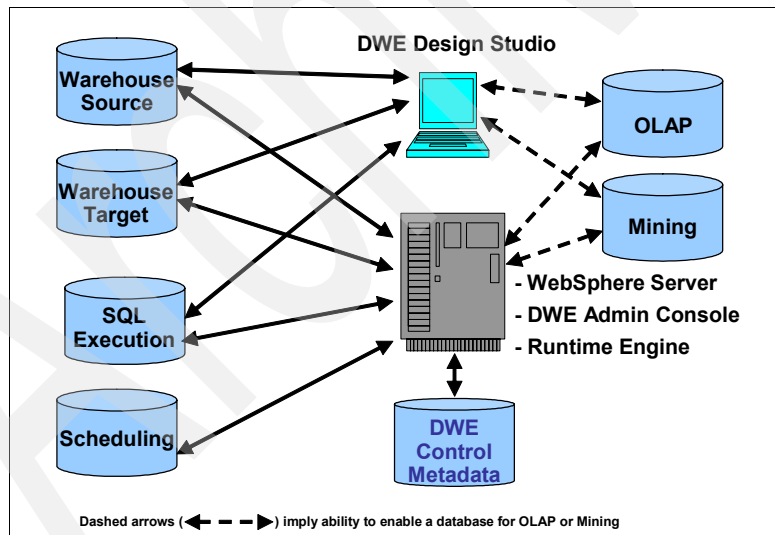 DWE Design Studio
Warehouse
Source
Warehouse
Target
SQL
Execution
Scheduling
OLAP
Mining
- WebSphere Server
- DWE Admin Console
- Runtime Engine
DWE
Control
Metadata
Dashed arrows ( ) imply ability to enable a database for OLAP or Mining